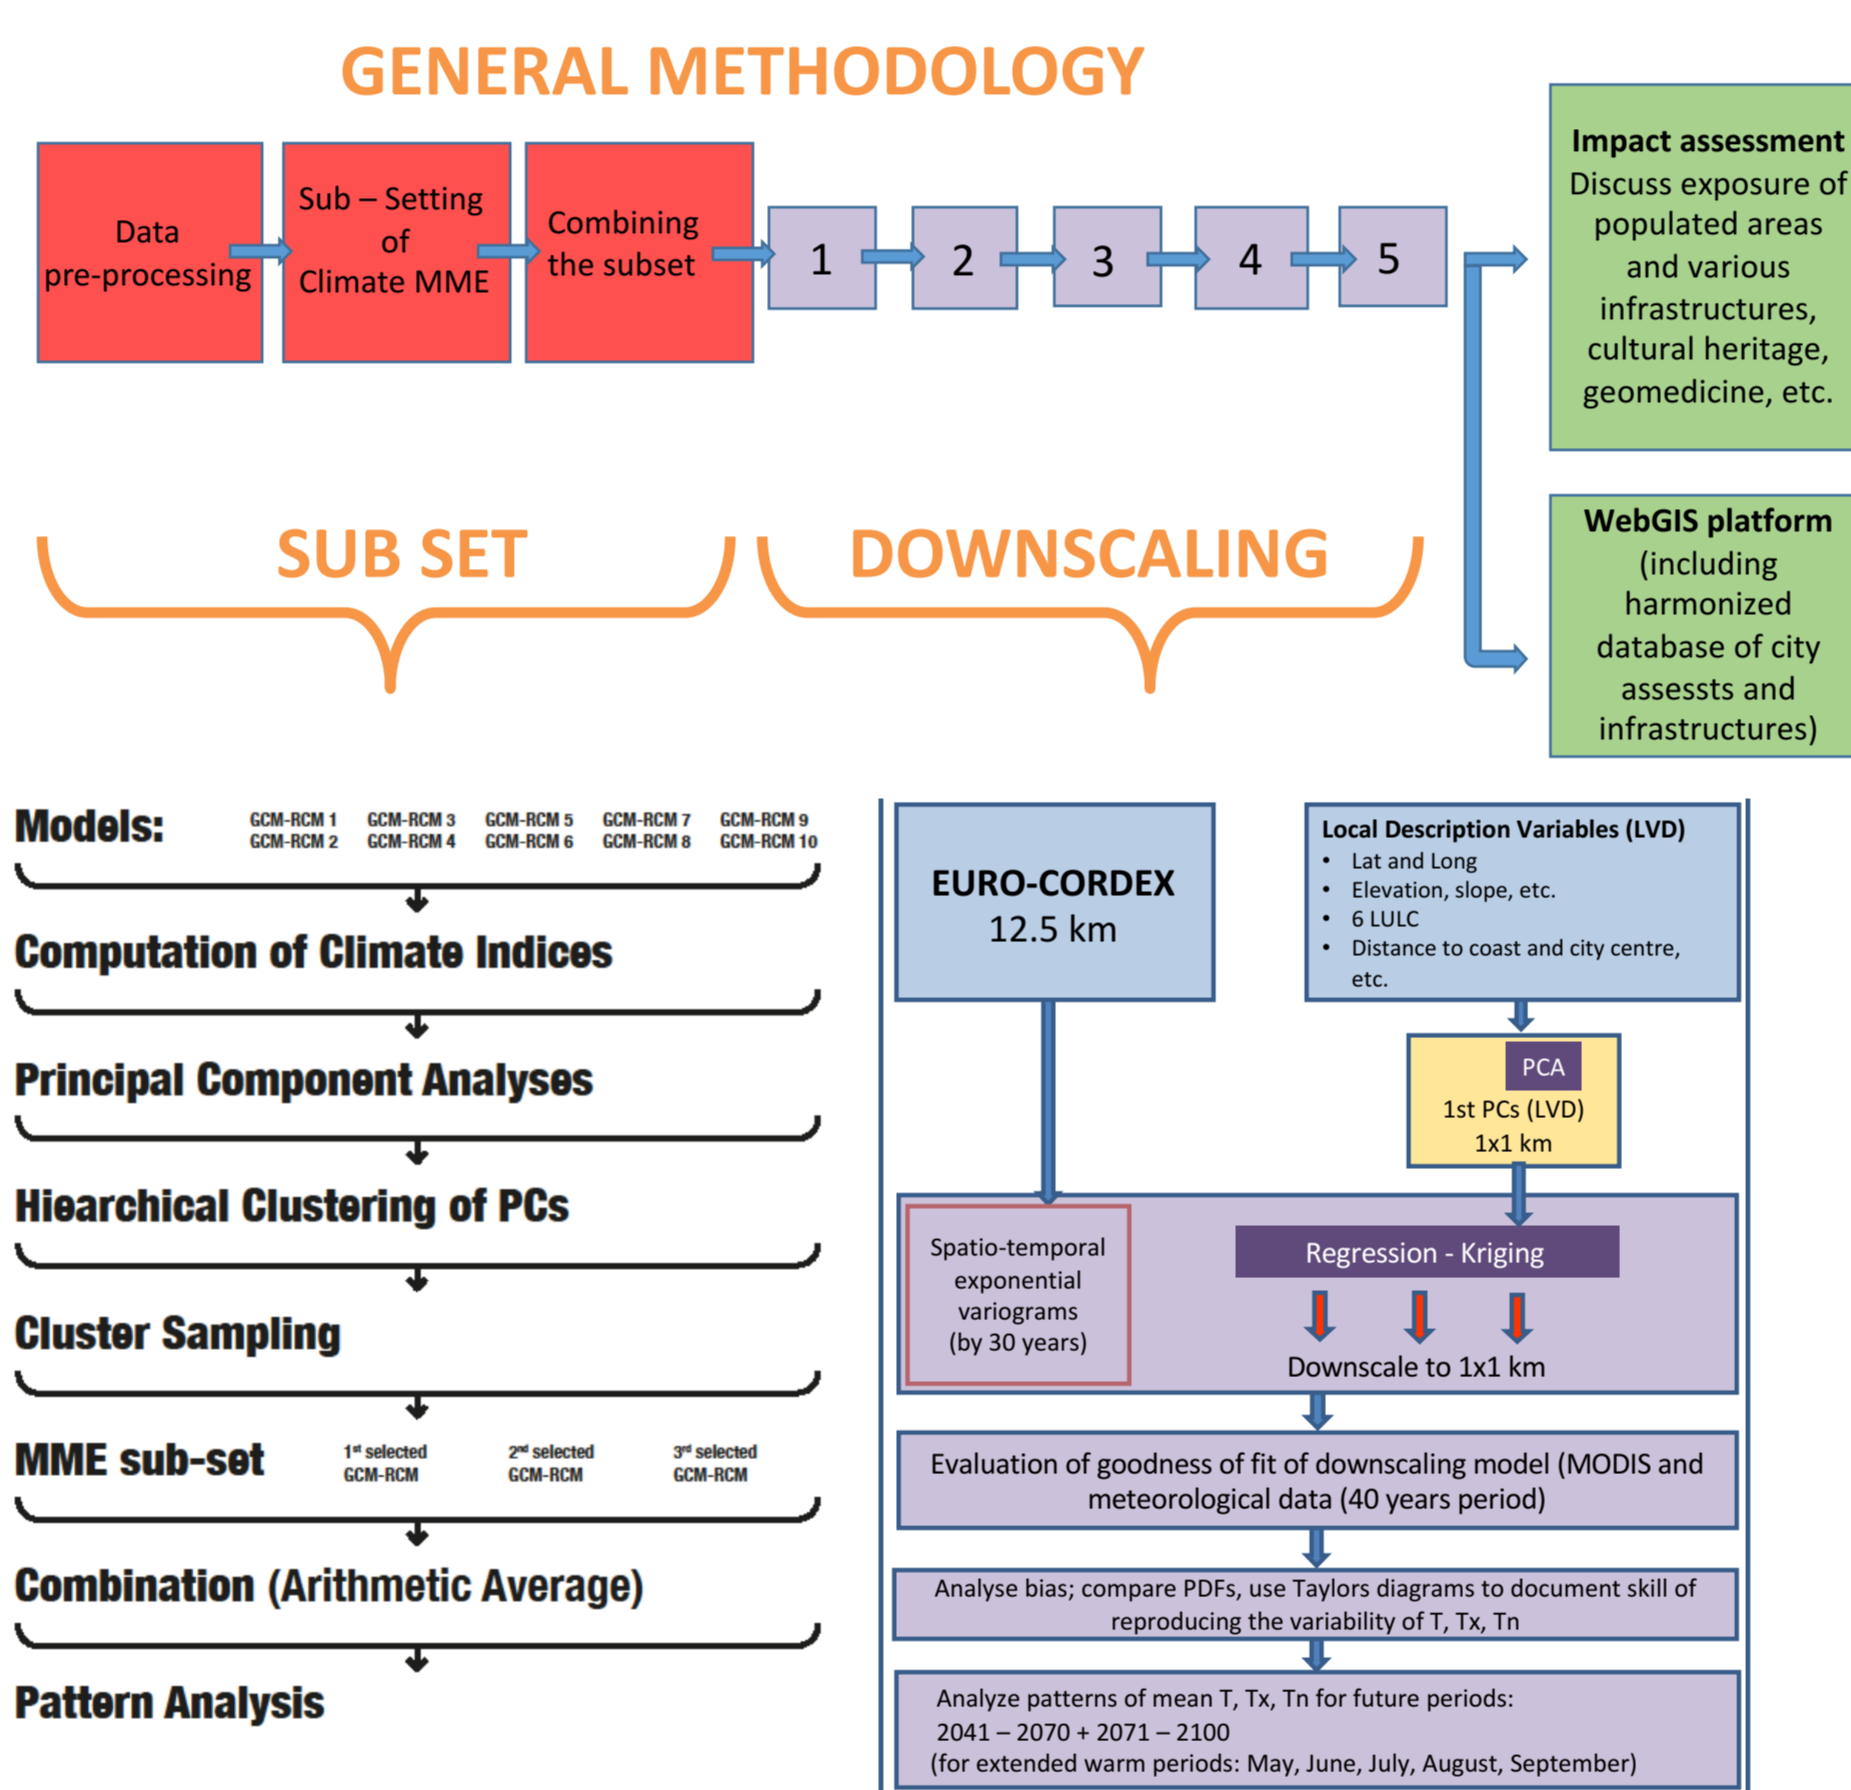 GENERAL METHODOLOGY
Data
pre-processing
Sub – Setting
of
Climate MME
Combining
the subset
1
2
3
4
5
Impact assessment
Discuss exposure of
populated areas
and various
infrastructures,
cultural heritage,
geomedicine, etc.
WebGIS platform
(including
harmonized
database of city
assessts and
infrastructures)
SUB SET
DOWNSCALING
Models:
GCM-RCM 1 GCM-RCM 3 GCM-RCM 5 GCM-RCM 7 GCM-RCM 9
GCM-RCM 2 GCM-RCM 4 GCM-RCM 6 GCM-RCM 8 GCM-RCM 10
Computation of Climate Indices
Principal Component Analyses
Hiearchical Clustering of PCs
Cluster Sampling
MME sub-set
1st selected
GCM-RCM
2nd selected
GCM-RCM
3rd selected
GCM-RCM
Combination (Arithmetic Average)
Pattern Analysis
EURO-CORDEX
12.5 km
Local Description Variables (LVD)
• Lat and Long
• Elevation, slope, etc.
• 6 LULC
• Distance to coast and city centre,
etc.
PCA
1st PCs (LVD)
1x1 km
Spatio-temporal
exponential
variograms
(by 30 years)
Regression - Kriging
Downscale to 1x1 km
Evaluation of goodness of fit of downscaling model (MODIS and
meteorological data (40 years period)
Analyse bias; compare PDFs, use Taylors diagrams to document skill of
reproducing the variability of T, Tx, Tn
Analyze patterns of mean T, Tx, Tn for future periods:
2041 – 2070 + 2071 – 2100
(for extended warm periods: May, June, July, August, September)